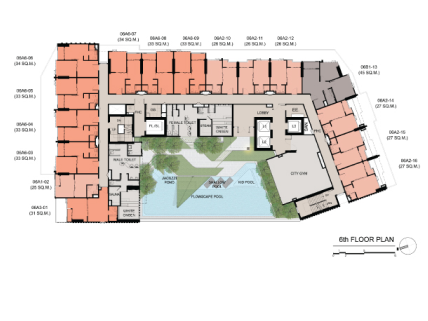 06A6-07
(34 SQ.M.)
06A6-08
(33 SQ.M.)
06A6-09
(33 SQ.M.)
06A2-10
(28 SQ.M.)
06A2-11
(26 SQ.M.)
06A2-12
(26 SQ.M.)
06B1-13
(45 SQ.M.)
06A6-06
(34 SQ.M.)
06A6-05
(33 SQ.M.)
06A6-04
(33 SQ.M.)
06A6-03
(33 SQ.M.)
06A1-02
(25 SQ.M.)
06A3-01
(31 SQ.M.)
06A3-14
(27 SQ.M.)
06A2-15
(27 SQ.M.)
06A2-16
(27 SQ.M.)
LOBBY
FEMALE TOILET
MALE TOILET
JACUZZI
POND
KID POOL
FLOWSCAPE POOL
CITY GYM
6th FLOOR PLAN